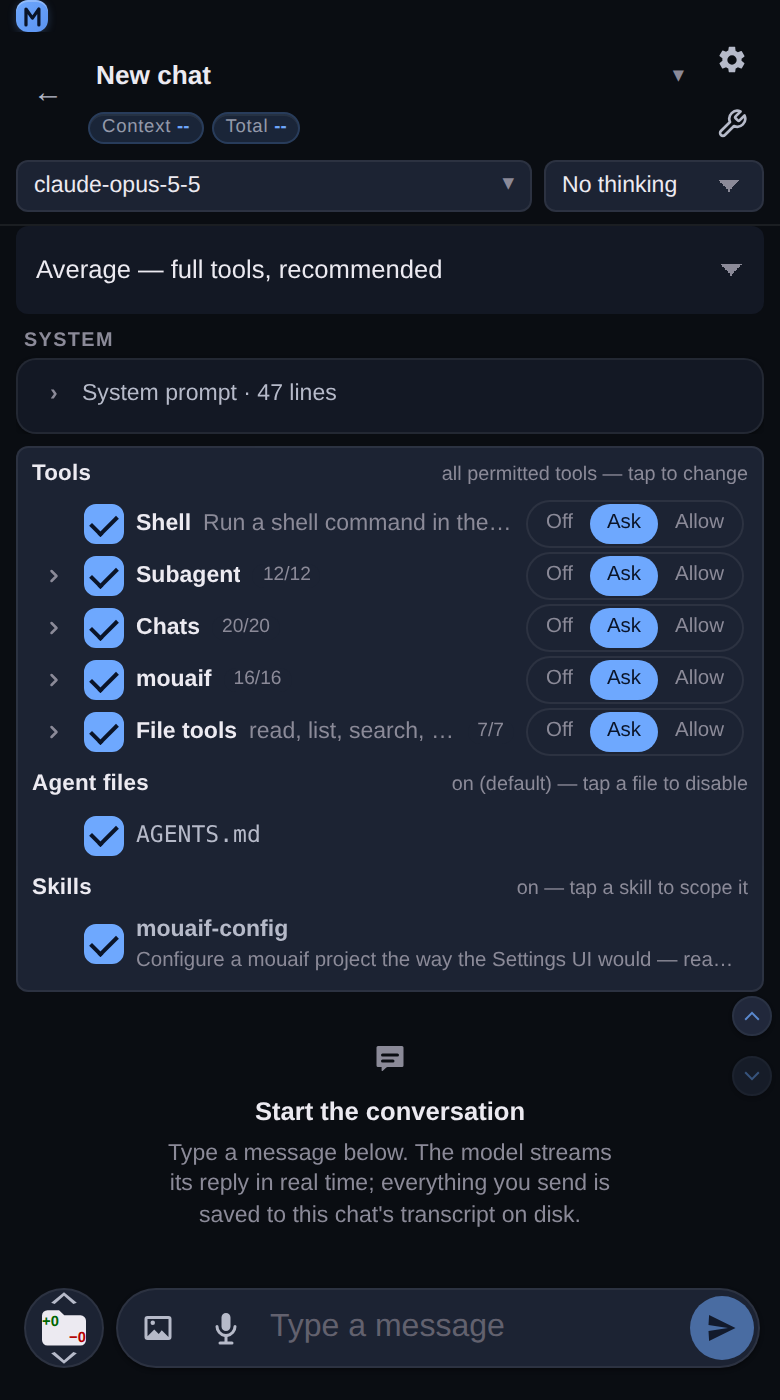 M
New chat
Context --
Total --
claude-opus-5-5
No thinking
Average — full tools, recommended
SYSTEM
System prompt · 47 lines
Tools
all permitted tools — tap to change
Shell Run a shell command in the…
Off Ask Allow
Subagent 12/12
Off Ask Allow
Chats 20/20
Off Ask Allow
mouaif 16/16
Off Ask Allow
File tools read, list, search, … 7/7
Off Ask Allow
Agent files
on (default) — tap a file to disable
AGENTS.md
Skills
on — tap a skill to scope it
mouaif-config
Configure a mouaif project the way the Settings UI would — rea…
Start the conversation
Type a message below. The model streams
its reply in real time; everything you send is
saved to this chat's transcript on disk.
+0
−0
Type a message